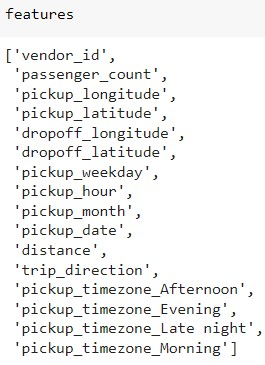 features
['vendor_id',
'passenger_count',
'pickup_longitude',
'pickup_latitude',
'dropoff_longitude',
'dropoff_latitude',
'pickup_weekday',
'pickup_hour',
'pickup_month',
'pickup_date',
'distance',
'trip_direction',
'pickup_timezone_Afternoon',
'pickup_timezone_Evening',
'pickup_timezone_Late night',
'pickup_timezone_Morning']